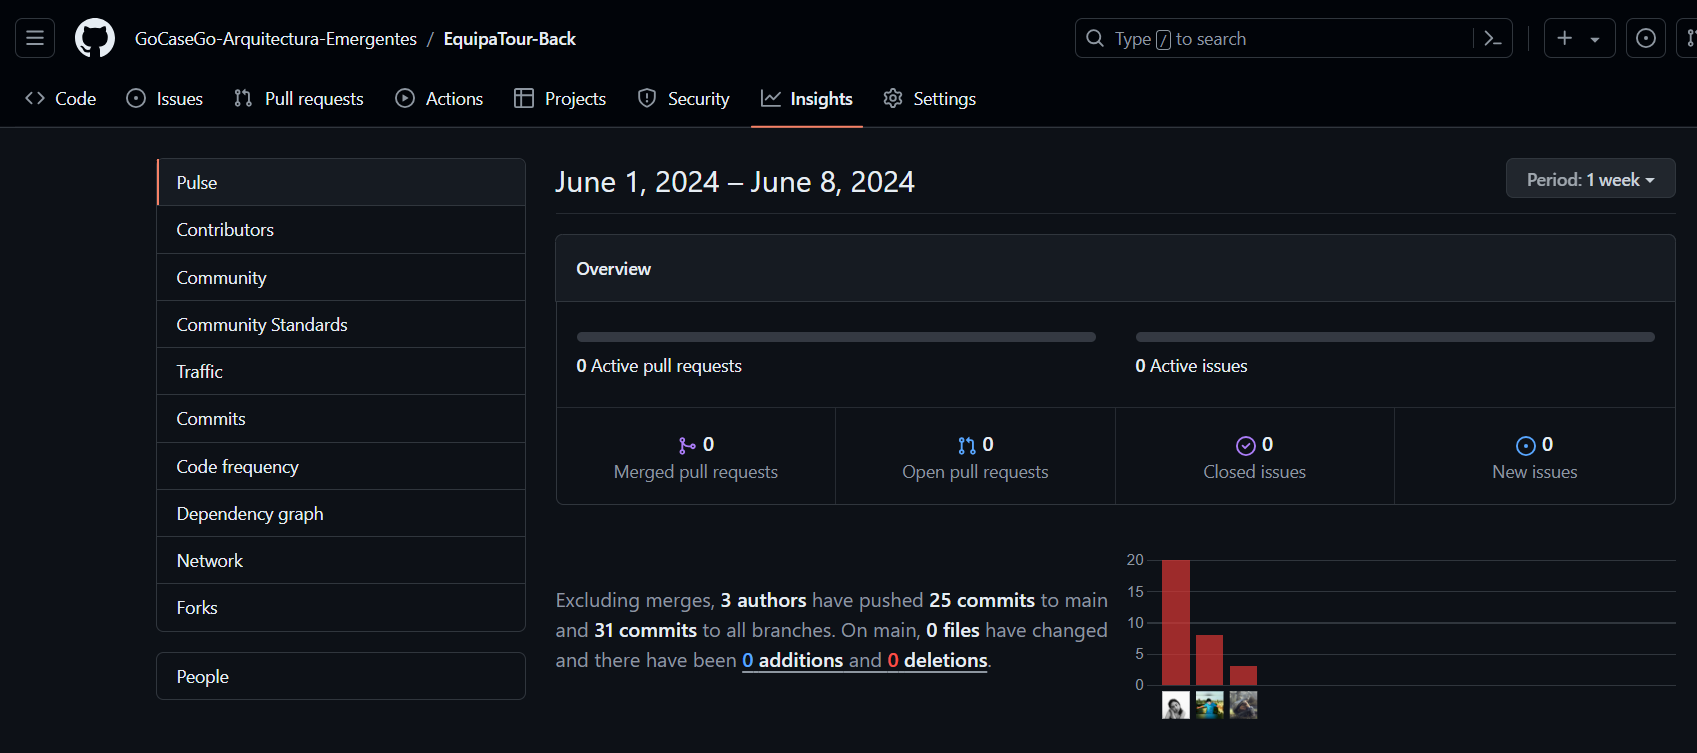 GoCaseGo-Arquitectura-Emergentes / EquipaTour-Back
Type / to search
Code Issues Pull requests Actions Projects Security Insights Settings
Pulse
Contributors
Community
Community Standards
Traffic
Commits
Code frequency
Dependency graph
Network
Forks
People
June 1, 2024 – June 8, 2024
Period: 1 week
Overview
0 Active pull requests
0 Active issues
0
Merged pull requests
0
Open pull requests
0
Closed issues
0
New issues
Excluding merges, 3 authors have pushed 25 commits to main
and 31 commits to all branches. On main, 0 files have changed
and there have been 0 additions and 0 deletions.
20
15
10
5
0